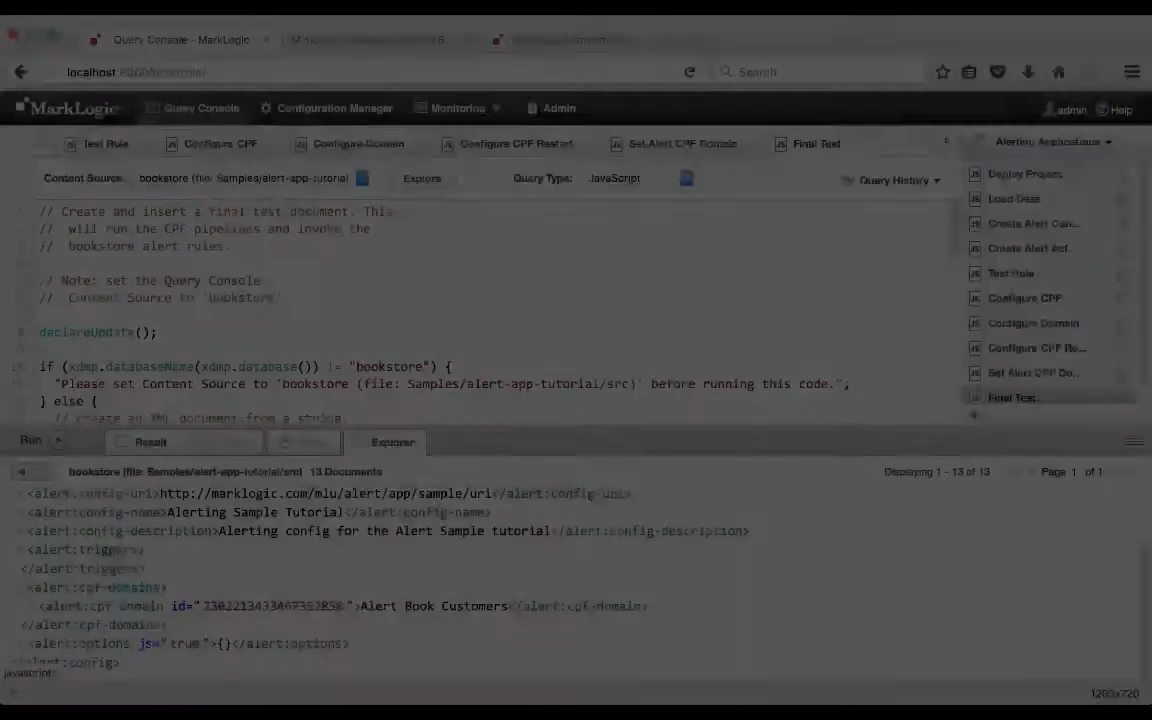 Query Console - MarkLogic
localhost
Search
MarkLogic Query Console Configuration Manager Monitoring Admin admin Help
Test Rule Configure CPF Configure Domain Configure CPF Restart Set Alert CPF Domain Final Test Alerting Applications
Content Source: bookstore (file: Samples/alert-app-tutorial Explore Query Type: JavaScript Query History
Deploy Project
Load Data
Create Alert Con...
Create Alert Act..
Test Rule
Configure CPF
Configure Domain
Configure CPF Re...
Set Alert CPF Do...
Final Test
// Create and insert a final test document. This
// will run the CPF pipelines and invoke the
// bookstore alert rules.
// Note: set the Query Console
// Content Source to 'bookstore'
declareUpdate();
if (xdmp.databaseName(xdmp.database()) != "bookstore") {
"Please set Content Source to 'bookstore (file: Samples/alert-app-tutorial/src)' before running this code.";
} else {
// create an XML document from a string.
Run Result Explorer
bookstore (file: Samples/alert-app-tutorial/src) 13 Documents Displaying 1 - 13 of 13 Page 1 of 1
<alert:config-uri>http://marklogic.com/mlu/alert/app/sample/uri</alert:config-uri>
<alert:config-name>Alerting Sample Tutorial</alert:config-name>
<alert:config-description>Alerting config for the Alert Sample tutorial</alert:config-description>
<alert:triggers>
</alert:triggers>
<alert:cpf-domains>
<alert:cpf-domain id=">Alert Book Customers</alert:cpf-domain>
</alert:cpf-domains>
<alert:options js="true">{}</alert:options>
</alert:config>
javascript:
1203x720